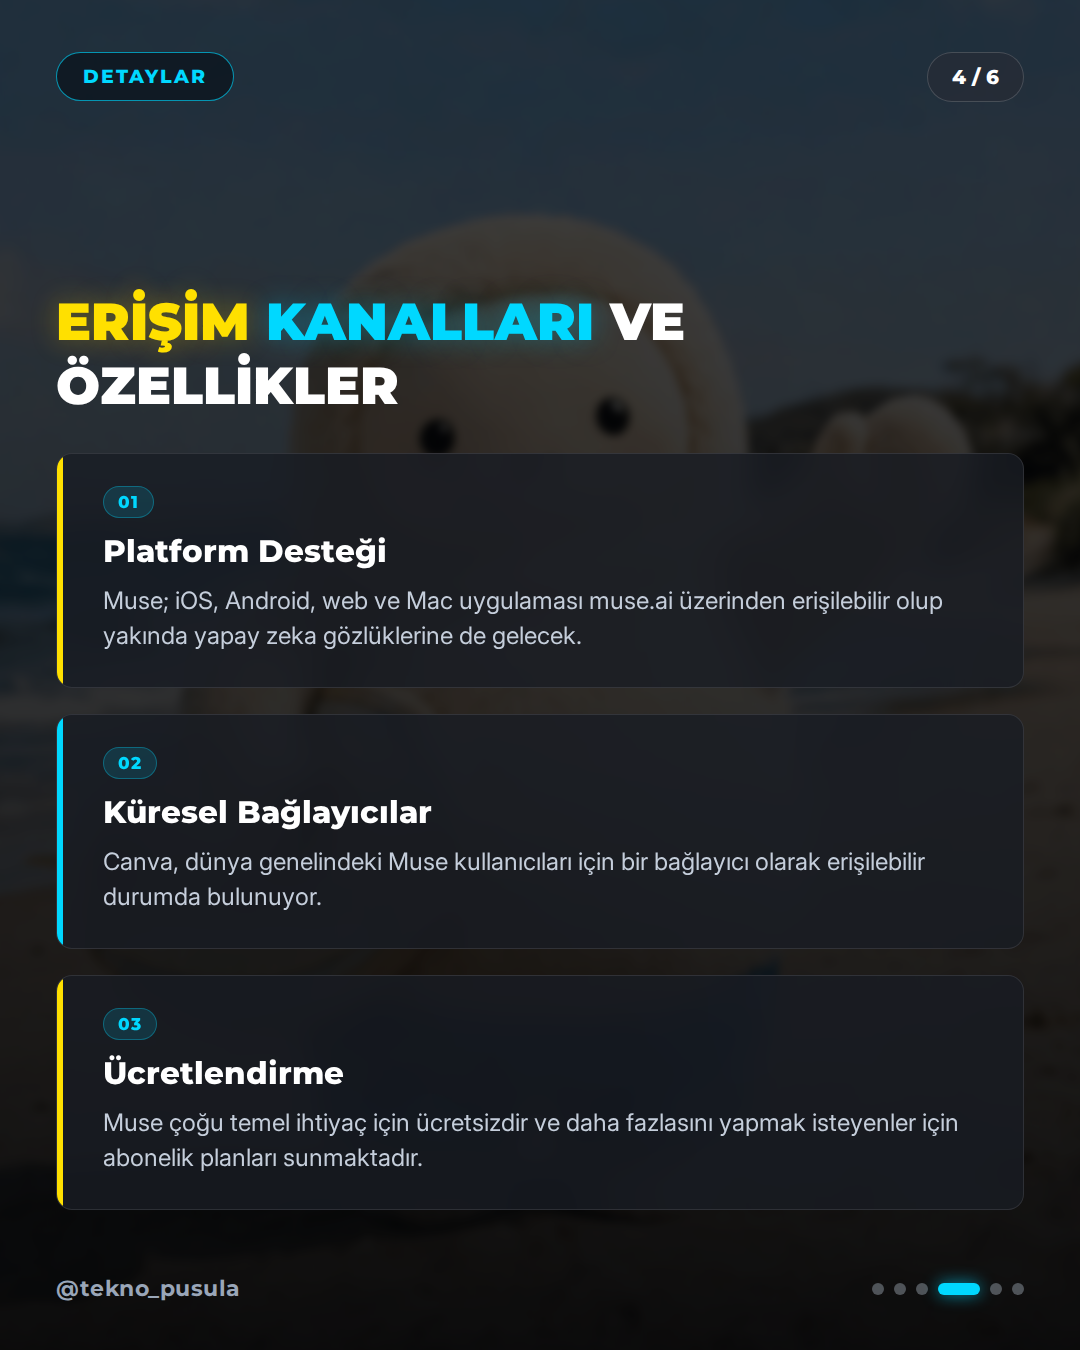 DETAYLAR
4 / 6
ERİŞİM KANALLARI VE
ÖZELLİKLER
01
Platform Desteği
Muse; iOS, Android, web ve Mac uygulaması muse.ai üzerinden erişilebilir olup
yakında yapay zeka gözlüklerine de gelecek.
02
Küresel Bağlayıcılar
Canva, dünya genelindeki Muse kullanıcıları için bir bağlayıcı olarak erişilebilir
durumda bulunuyor.
03
Ücretlendirme
Muse çoğu temel ihtiyaç için ücretsizdir ve daha fazlasını yapmak isteyenler için
abonelik planları sunmaktadır.
@tekno_pusula